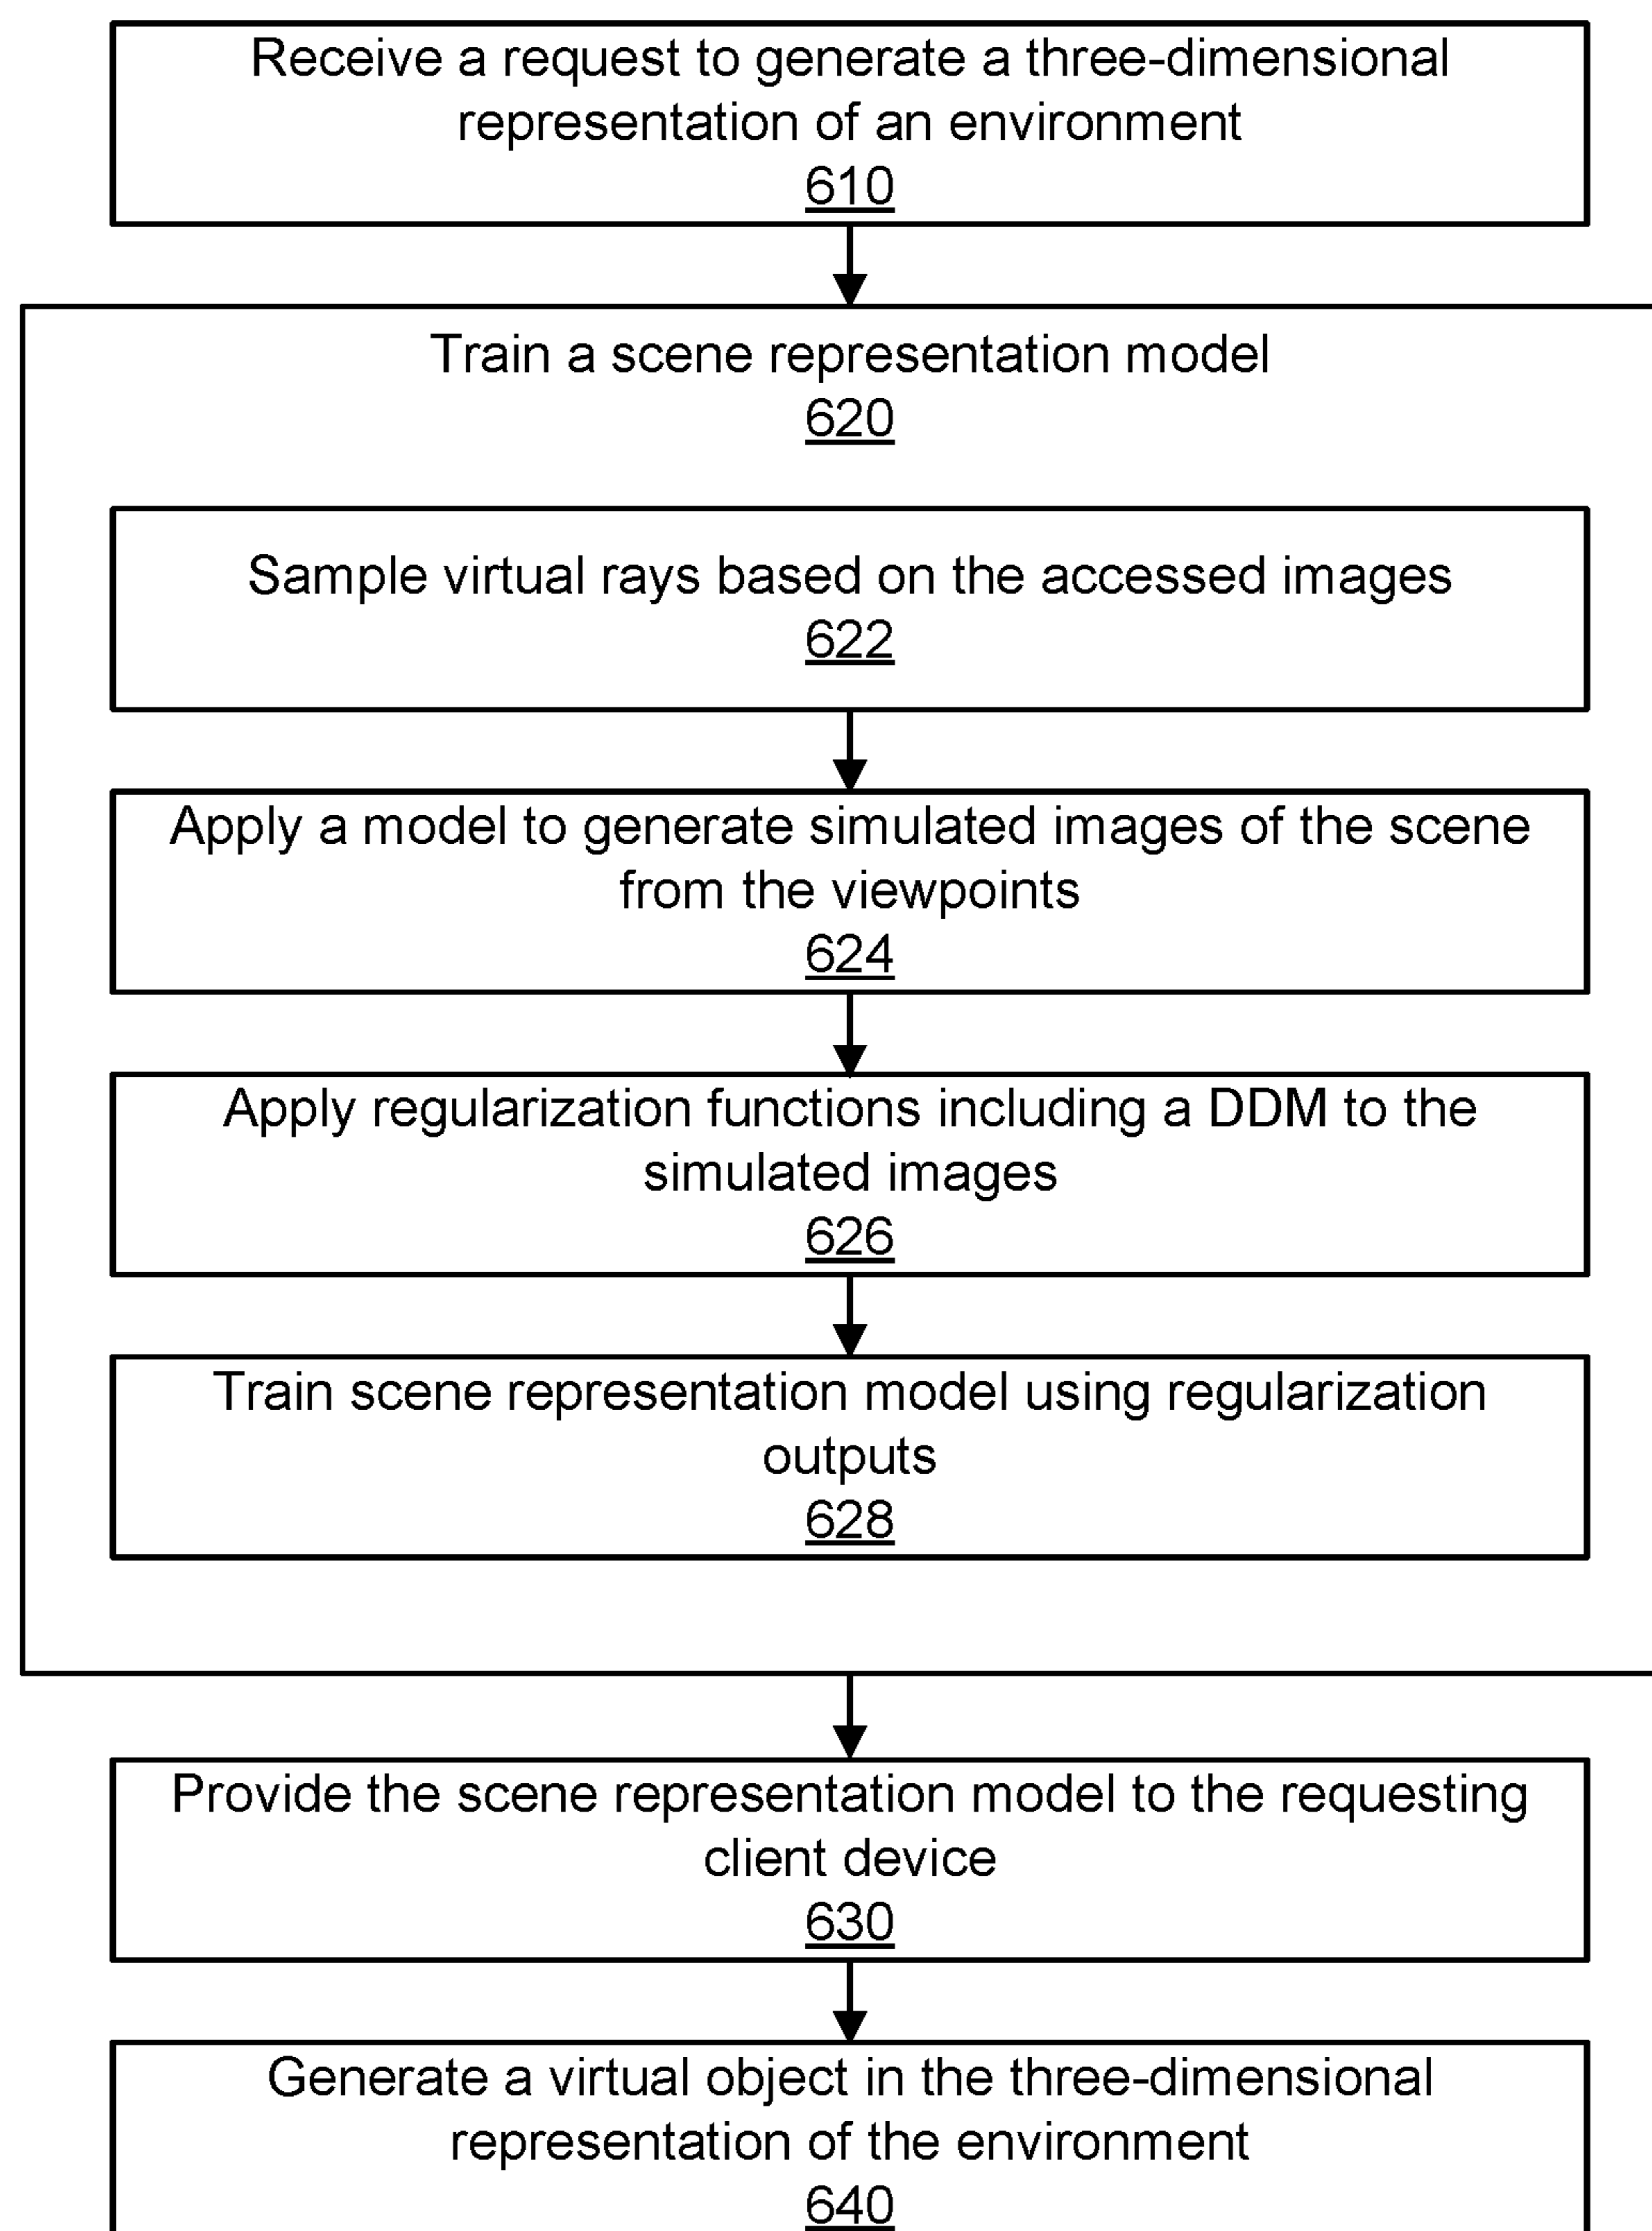 Receive a request to generate a three-dimensional
representation of an environment
610
Train a scene representation model
620
Sample virtual rays based on the accessed images
622
Apply a model to generate simulated images of the scene
from the viewpoints
624
Apply regularization functions including a DDM to the
simulated images
626
Train scene representation model using regularization
outputs
628
Provide the scene representation model to the requesting
client device
630
Generate a virtual object in the three-dimensional
representation of the environment
640